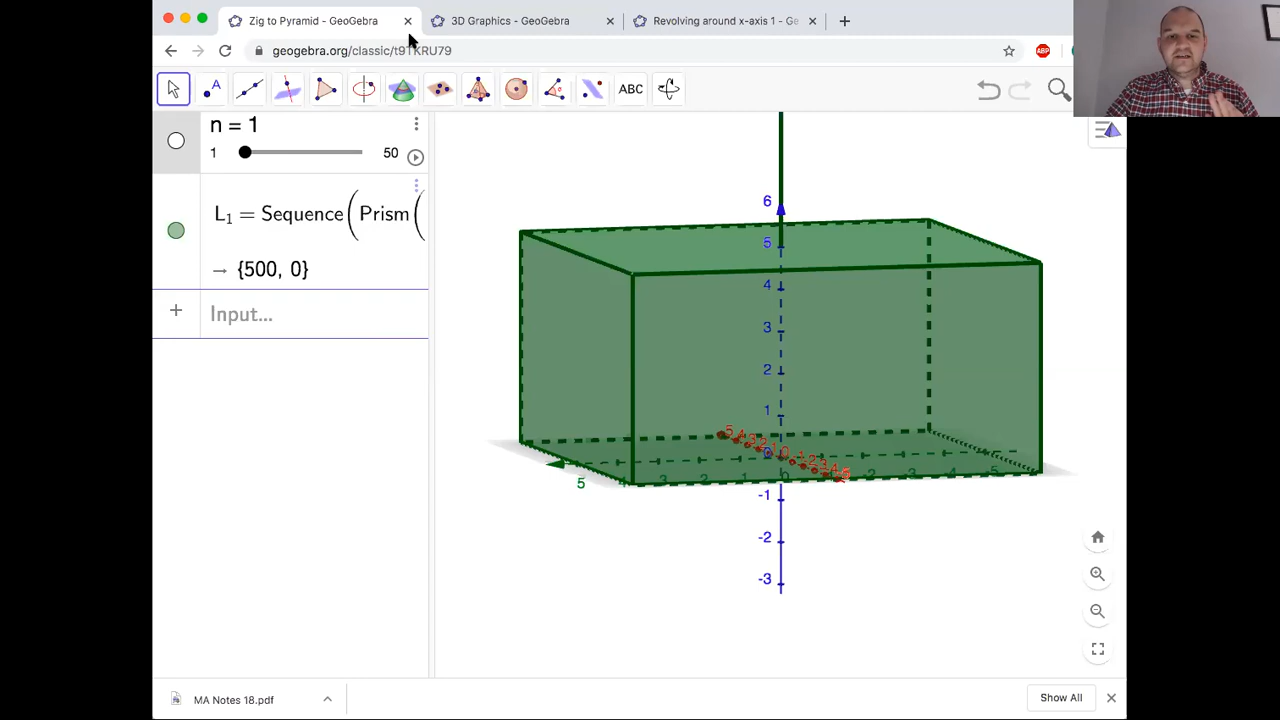 Zig to Pyramid - GeoGebra
3D Graphics - GeoGebra
Revolving around x-axis 1 - Ge
geogebra.org/classic/t9TKRU79
ABP
A
ABC
n = 1
1
50
L1 = Sequence(Prism(
→ {500, 0}
+ Input...
6
5
4
3
2
1
0
-1
-2
-3
5
MA Notes 18.pdf
Show All